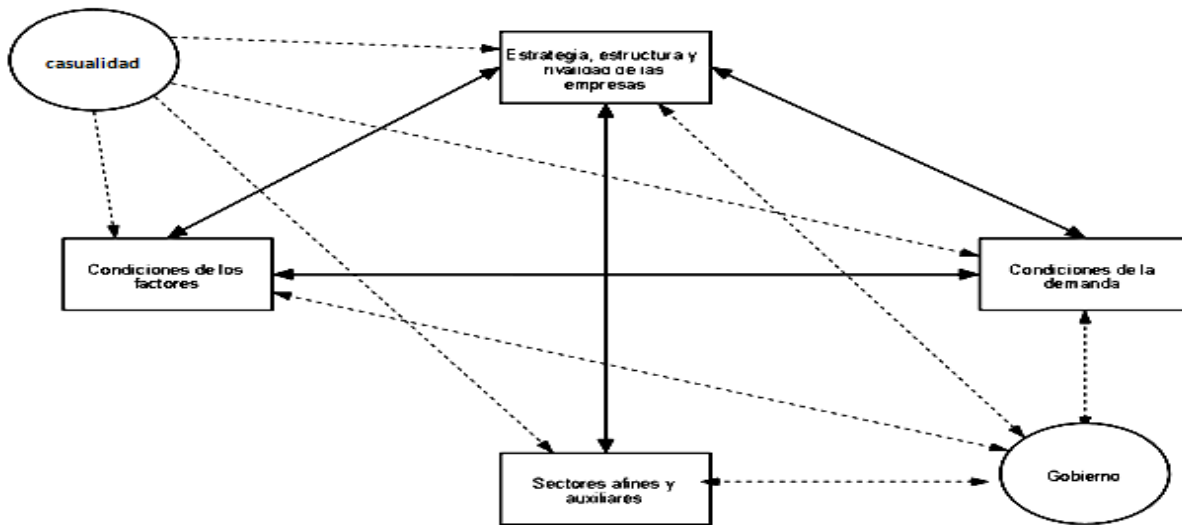 casualidad
Estrategia, estructura y
rivalidad de las
empresas
Condiciones de los
factores
Condiciones de la
demanda
Sectores afines y
auxiliares
Gobierno